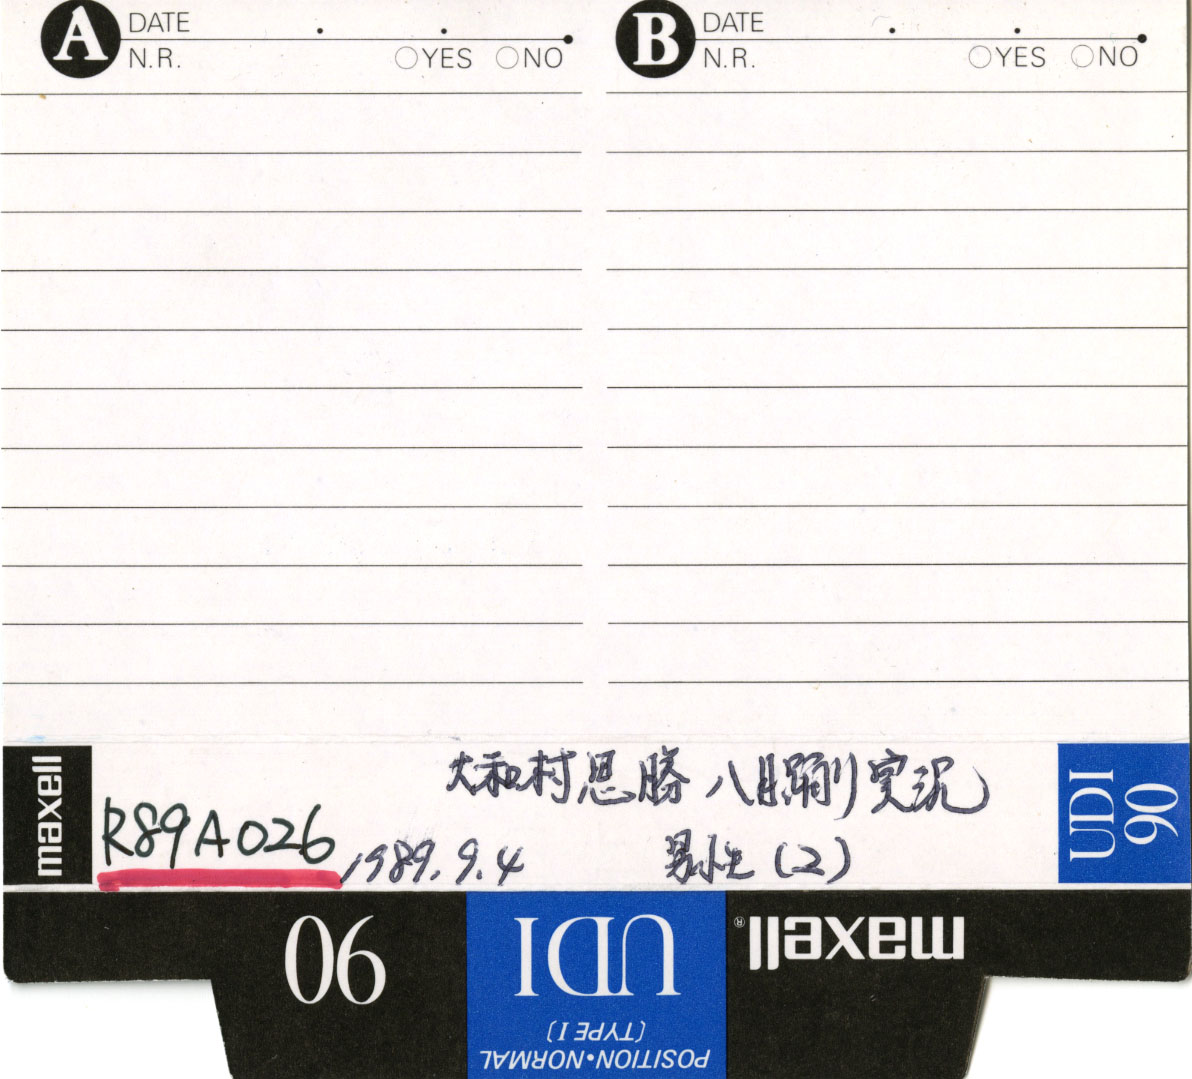 A DATE . .
N.R. ○YES ○NO
B DATE . .
N.R. ○YES ○NO
maxell
大和村思勝 八月踊り実況
R89A026
1989.9.4 男性(2)
UDI
90
maxell®
UDI
90
POSITION•NORMAL
(TYPE I)